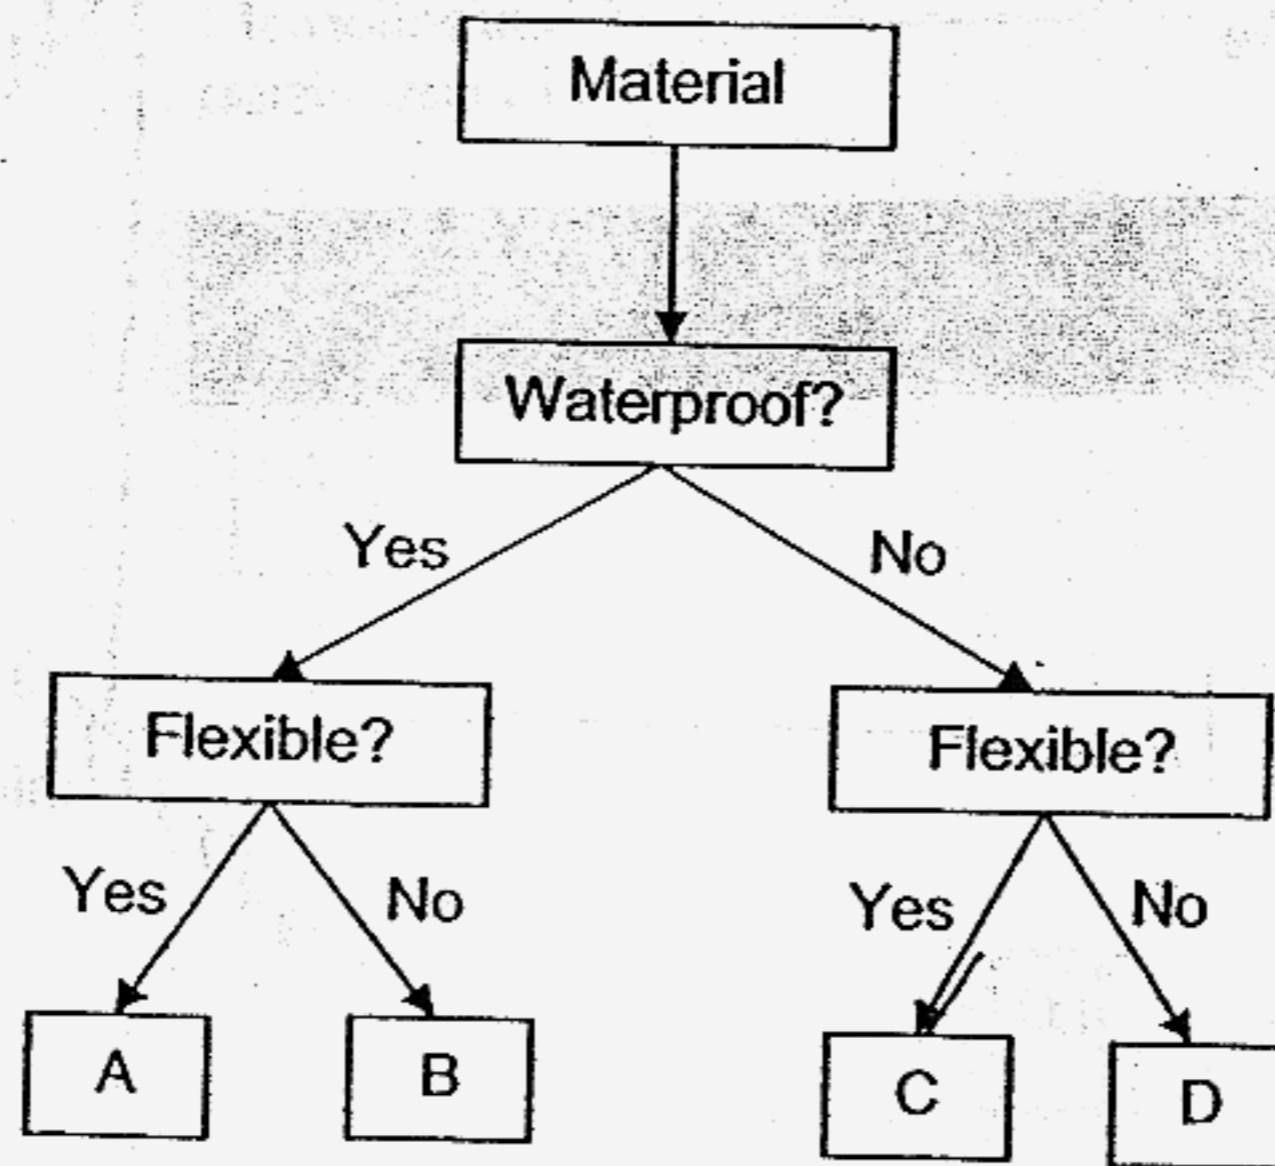 Material
Waterproof?
Yes
No
Flexible?
Flexible?
Yes
No
Yes
No
A
B
C
D